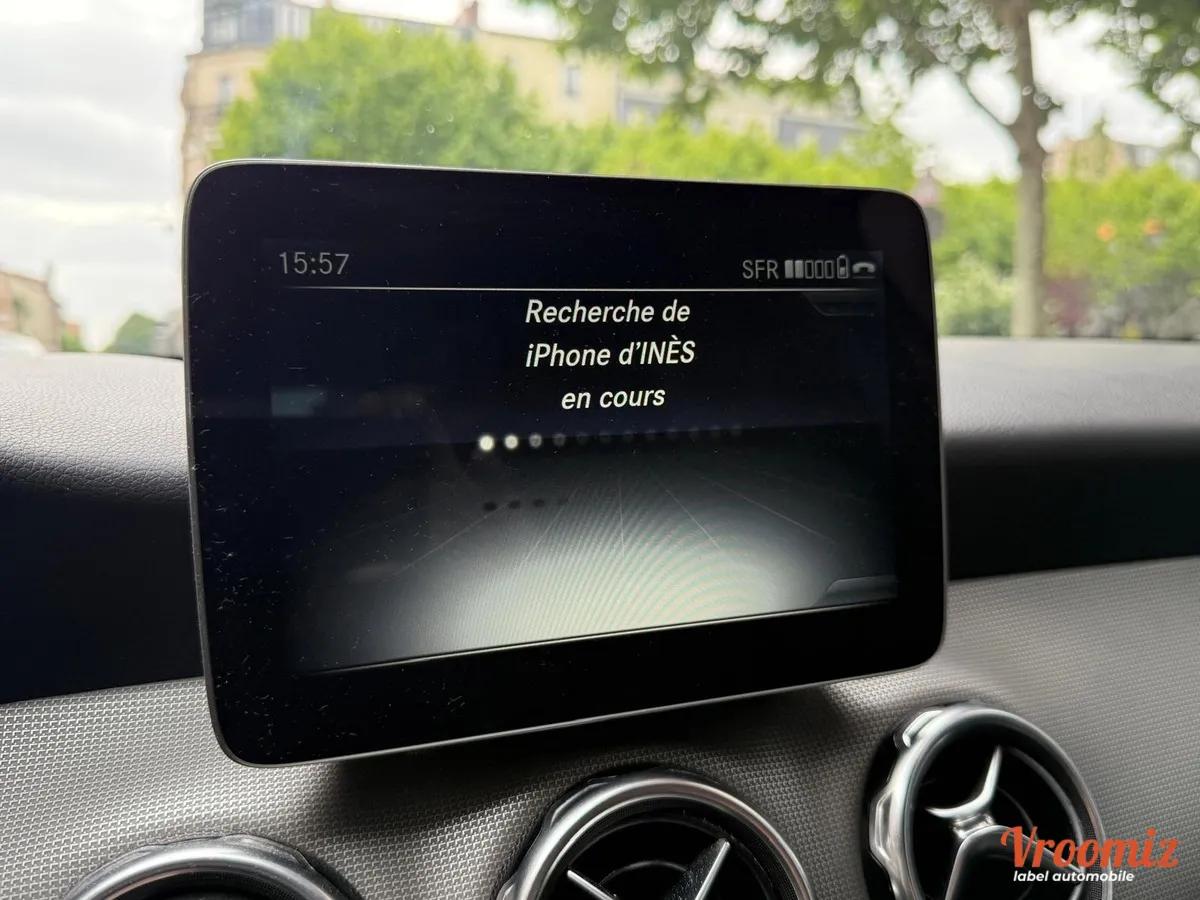 15:57
SFR
Recherche de
iPhone d'INÈS
en cours
Vroomiz
label automobile